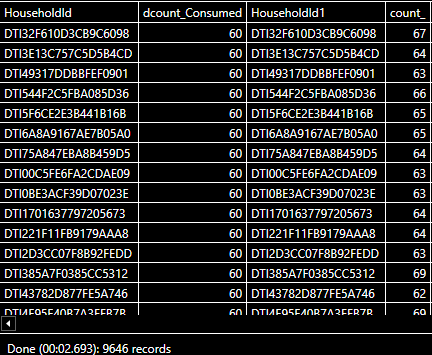 HouseholdId dcount_Consumed HouseholdId1 count_
DTI32F610D3CB9C6098 60 DTI32F610D3CB9C6098 67
DTI3E13C757C5D5B4CD 60 DTI3E13C757C5D5B4CD 64
DTI49317DDBBFEF0901 60 DTI49317DDBBFEF0901 63
DTI544F2C5FBA085D36 60 DTI544F2C5FBA085D36 66
DTI5F6CE2E3B441B16B 60 DTI5F6CE2E3B441B16B 65
DTI6A8A9167AE7B05A0 60 DTI6A8A9167AE7B05A0 65
DTI75A847EBA8B459D5 60 DTI75A847EBA8B459D5 64
DTI00C5FE6FA2CDAE09 60 DTI00C5FE6FA2CDAE09 63
DTI0BE3ACF39D07023E 60 DTI0BE3ACF39D07023E 63
DTI1701637797205673 60 DTI1701637797205673 64
DTI221F11FB9179AAA8 60 DTI221F11FB9179AAA8 64
DTI2D3CC07F8B92FEDD 60 DTI2D3CC07F8B92FEDD 63
DTI385A7F0385CC5312 60 DTI385A7F0385CC5312 69
DTI43782D877FE5A746 60 DTI43782D877FE5A746 62
60 69
Done (00:02.693): 9646 records